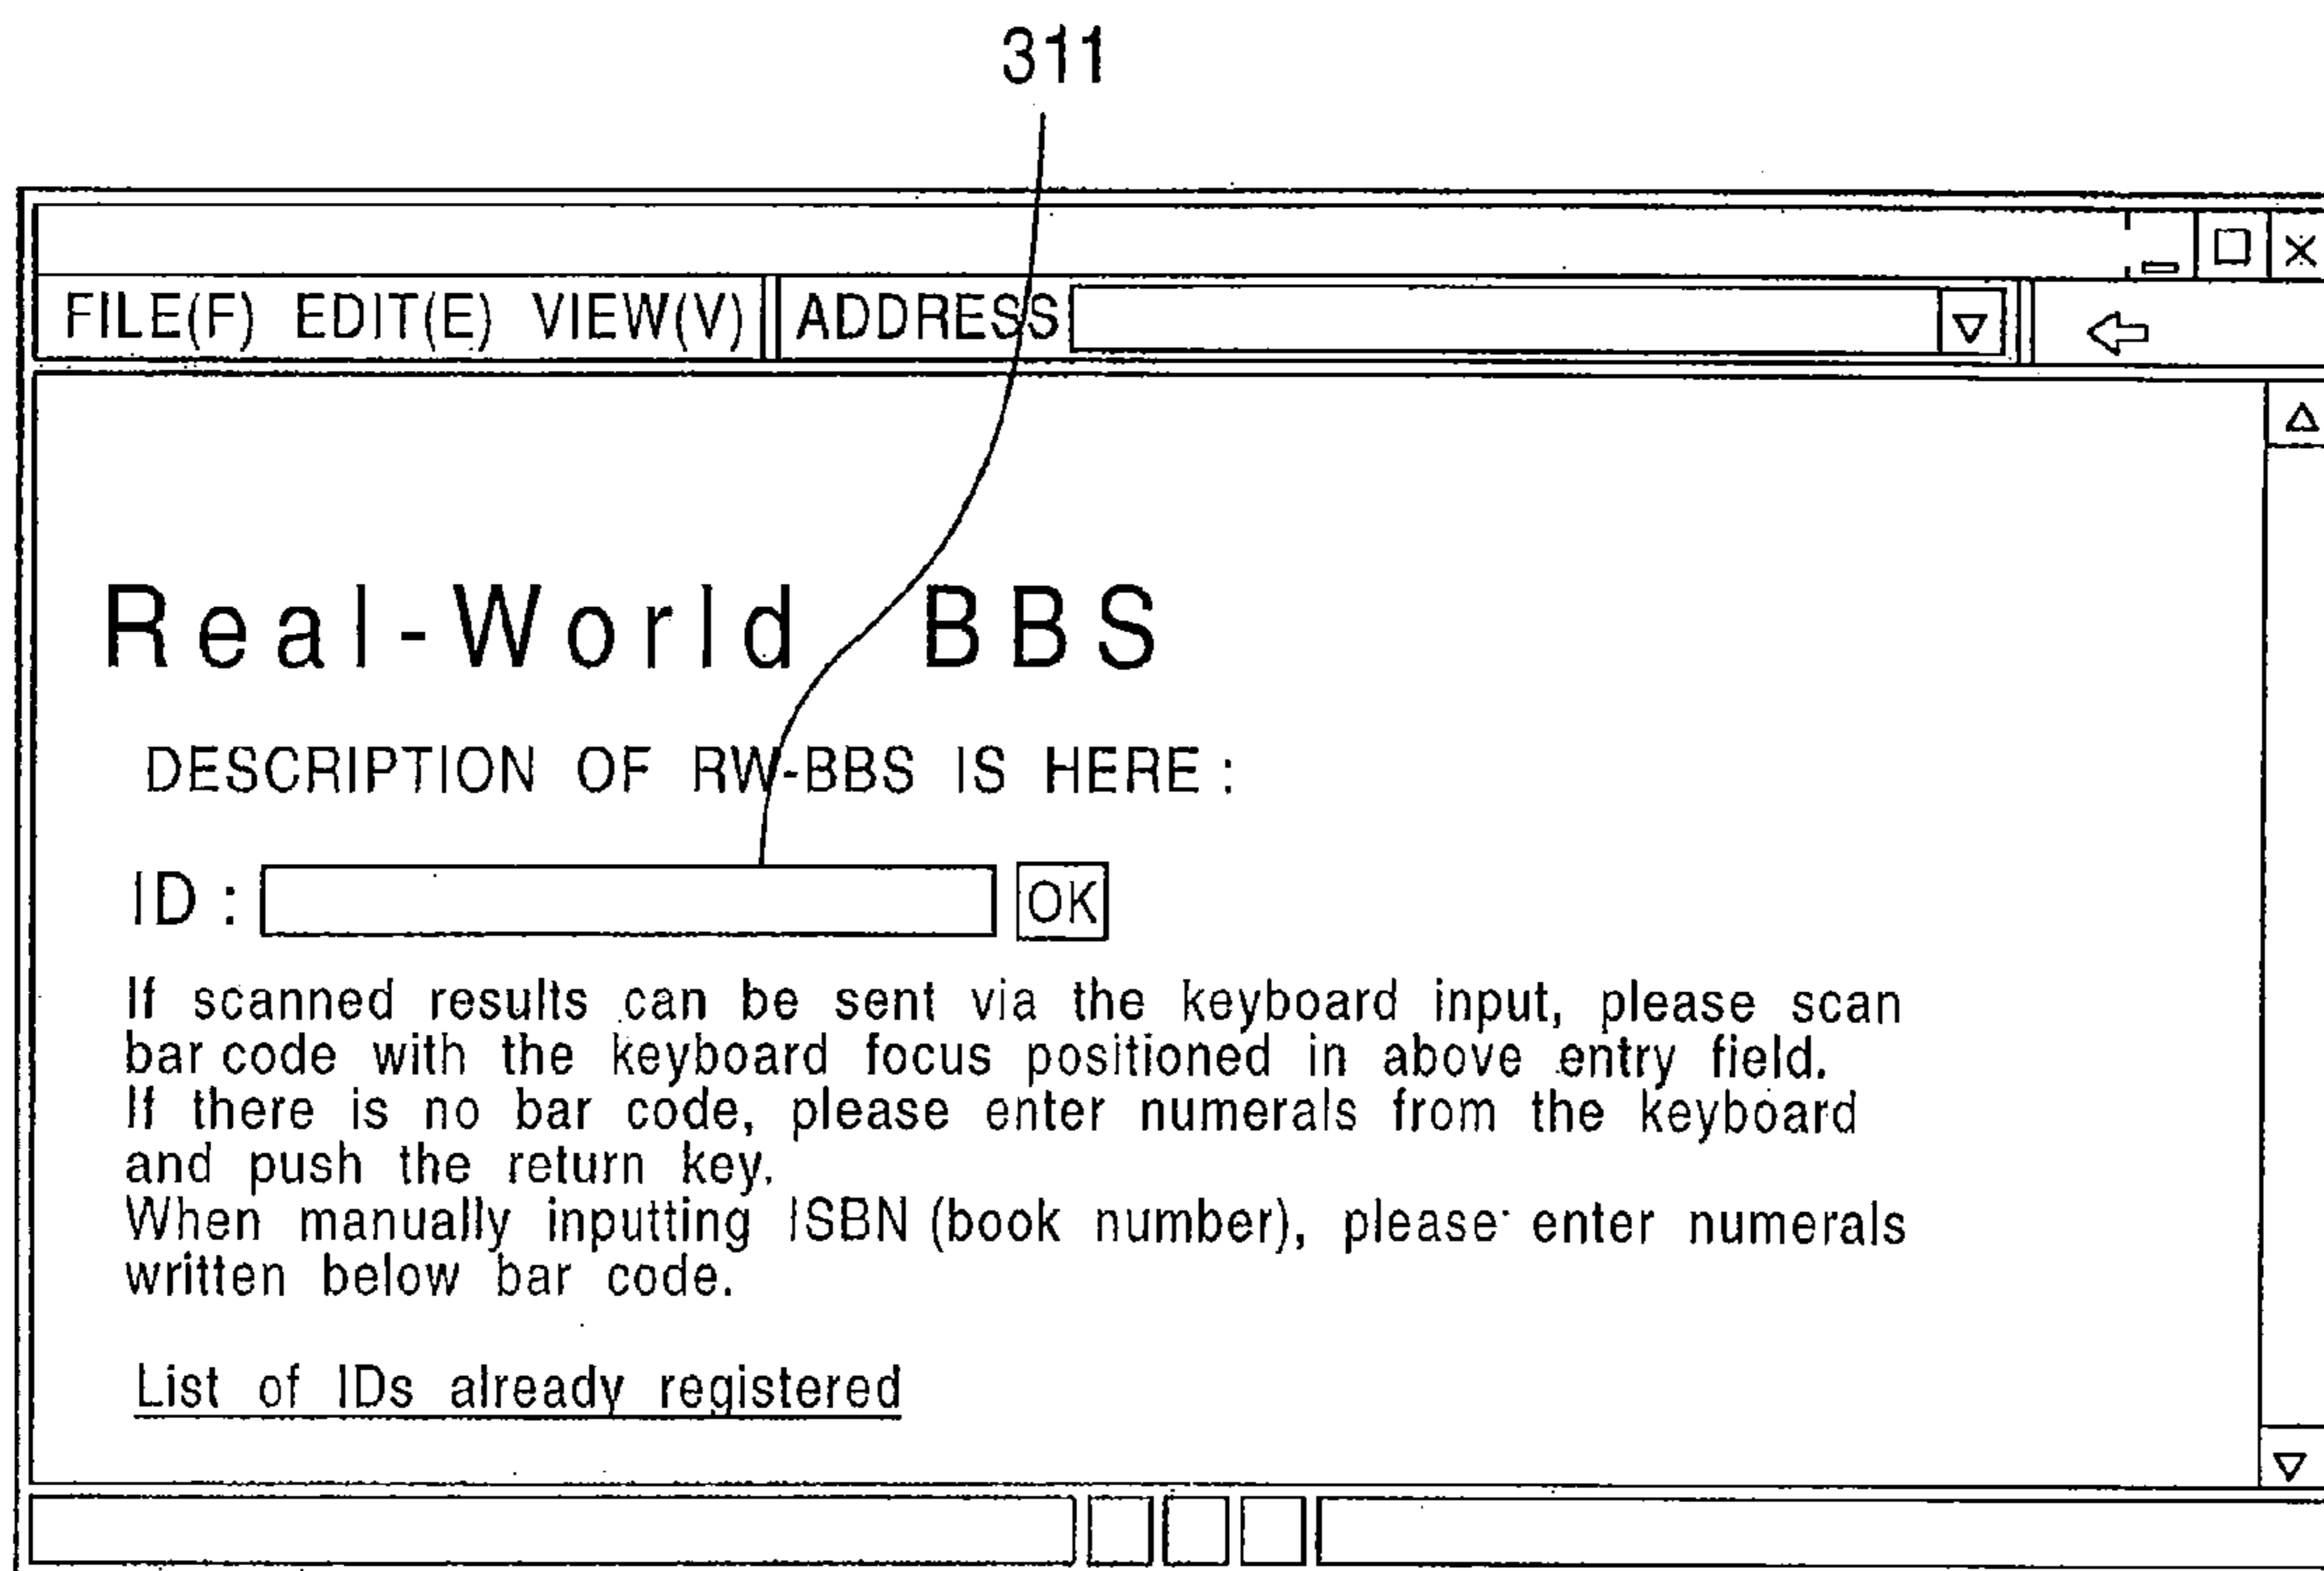 311
FILE(F) EDIT(E) VIEW(V) ADDRESS
Real-World BBS
DESCRIPTION OF RW-BBS IS HERE :
ID : OK
If scanned results can be sent via the keyboard input, please scan
bar code with the keyboard focus positioned in above entry field.
If there is no bar code, please enter numerals from the keyboard
and push the return key.
When manually inputting ISBN (book number), please enter numerals
written below bar code.
List of IDs already registered